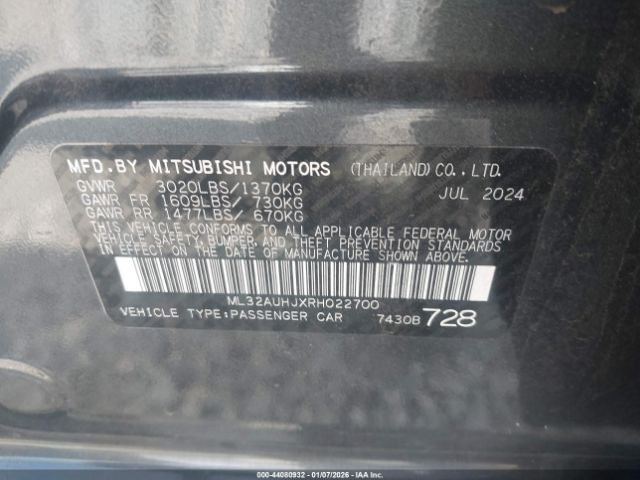 MFD.BY MITSUBISHI MOTORS (THAILAND)CO.,LTD.
GVWR 3020LBS/1370KG JUL 2024
GAWR FR 1609LBS/ 730KG
GAWR RR 1477LBS/ 670KG
THIS VEHICLE CONFORMS TO ALL APPLICABLE FEDERAL MOTOR
VEHICLE SAFETY, BUMPER, AND THEFT PREVENTION STANDARDS
IN EFFECT ON THE DATE OF MANUFACTURE SHOWN ABOVE.
ML32AUHJXRH022700
VEHICLE TYPE:PASSENGER CAR 7430B 728
000-44080932 - 01/07/2026 - IAA Inc.